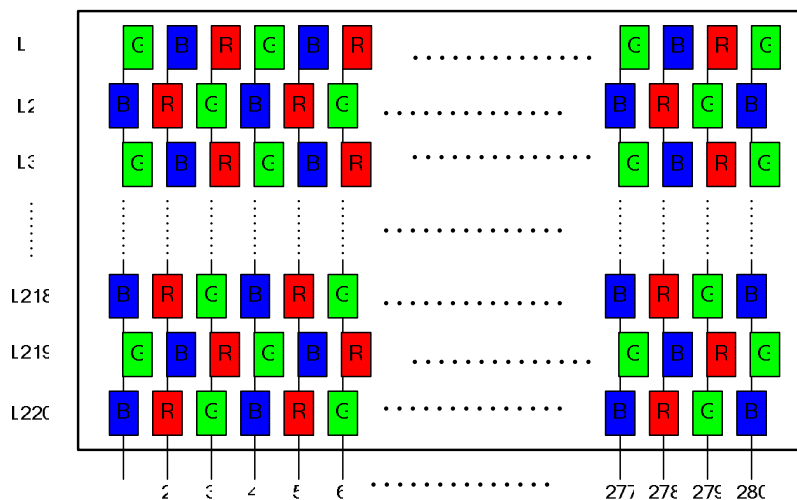 L G B R G B R G B R G
L2 B R G B R G B R G B
L3 G B R G B R G B R G
L218 B R G B R G B R G B
L219 G B R G B R G B R G
L220 B R G B R G B R G B
2 3 4 5 6 277 278 279 280